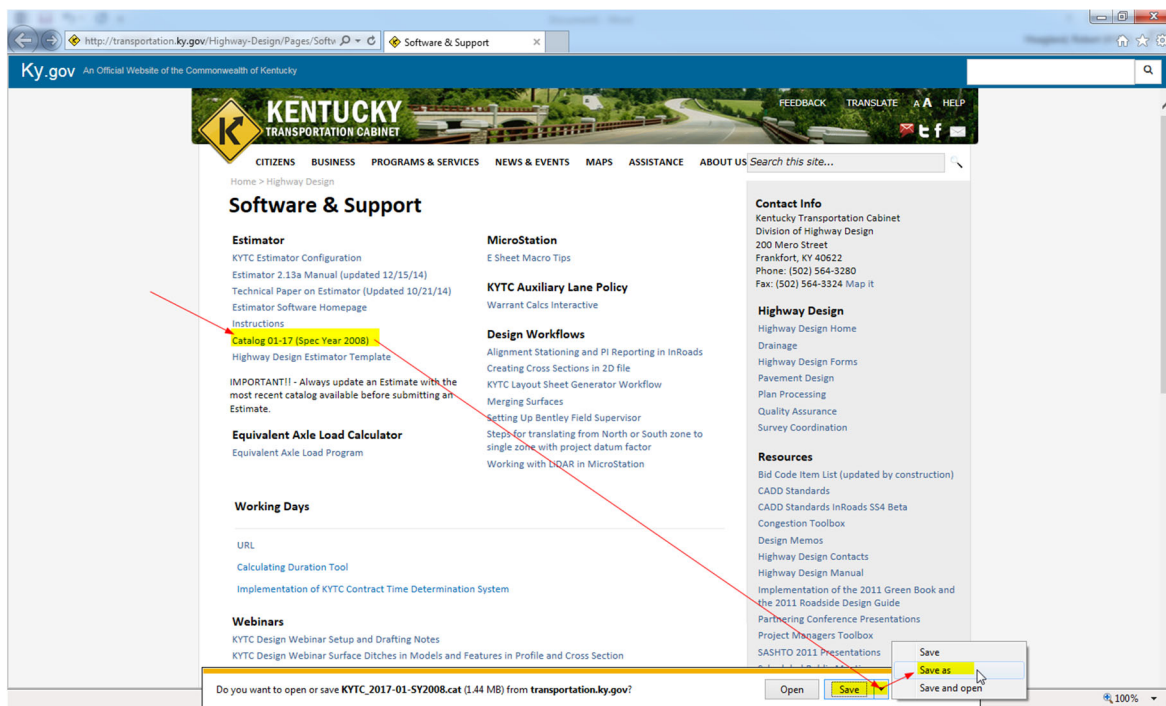 http://transportation.ky.gov/Highway-Design/Pages/Softw
Software & Support
Ky.gov An Official Website of the Commonwealth of Kentucky
FEEDBACK TRANSLATE A A HELP
KENTUCKY
TRANSPORTATION CABINET
CITIZENS BUSINESS PROGRAMS & SERVICES NEWS & EVENTS MAPS ASSISTANCE ABOUT US Search this site...
Home > Highway Design
Software & Support
Estimator
KYTC Estimator Configuration
Estimator 2.13a Manual (updated 12/15/14)
Technical Paper on Estimator (Updated 10/21/14)
Estimator Software Homepage
Instructions
Catalog 01-17 (Spec Year 2008)
Highway Design Estimator Template
IMPORTANT!! - Always update an Estimate with the
most recent catalog available before submitting an
Estimate.
Equivalent Axle Load Calculator
Equivalent Axle Load Program
MicroStation
E Sheet Macro Tips
KYTC Auxiliary Lane Policy
Warrant Calcs Interactive
Design Workflows
Alignment Stationing and PI Reporting in InRoads
Creating Cross Sections in 2D file
KYTC Layout Sheet Generator Workflow
Merging Surfaces
Setting Up Bentley Field Supervisor
Steps for translating from North or South zone to
single zone with project datum factor
Working with LiDAR in MicroStation
Working Days
URL
Calculating Duration Tool
Implementation of KYTC Contract Time Determination System
Webinars
KYTC Design Webinar Setup and Drafting Notes
KYTC Design Webinar Surface Ditches in Models and Features in Profile and Cross Section
Contact Info
Kentucky Transportation Cabinet
Division of Highway Design
200 Mero Street
Frankfort, KY 40622
Phone: (502) 564-3280
Fax: (502) 564-3324 Map it
Highway Design
Highway Design Home
Drainage
Highway Design Forms
Pavement Design
Plan Processing
Quality Assurance
Survey Coordination
Resources
Bid Code Item List (updated by construction)
CADD Standards
CADD Standards InRoads SS4 Beta
Congestion Toolbox
Design Memos
Highway Design Contacts
Highway Design Manual
Implementation of the 2011 Green Book and
the 2011 Roadside Design Guide
Partnering Conference Presentations
Project Managers Toolbox
SASHTO 2011 Presentations
Save
Save as
Save and open
Do you want to open or save KYTC_2017-01-SY2008.cat (1.44 MB) from transportation.ky.gov?
Open
Save
100%